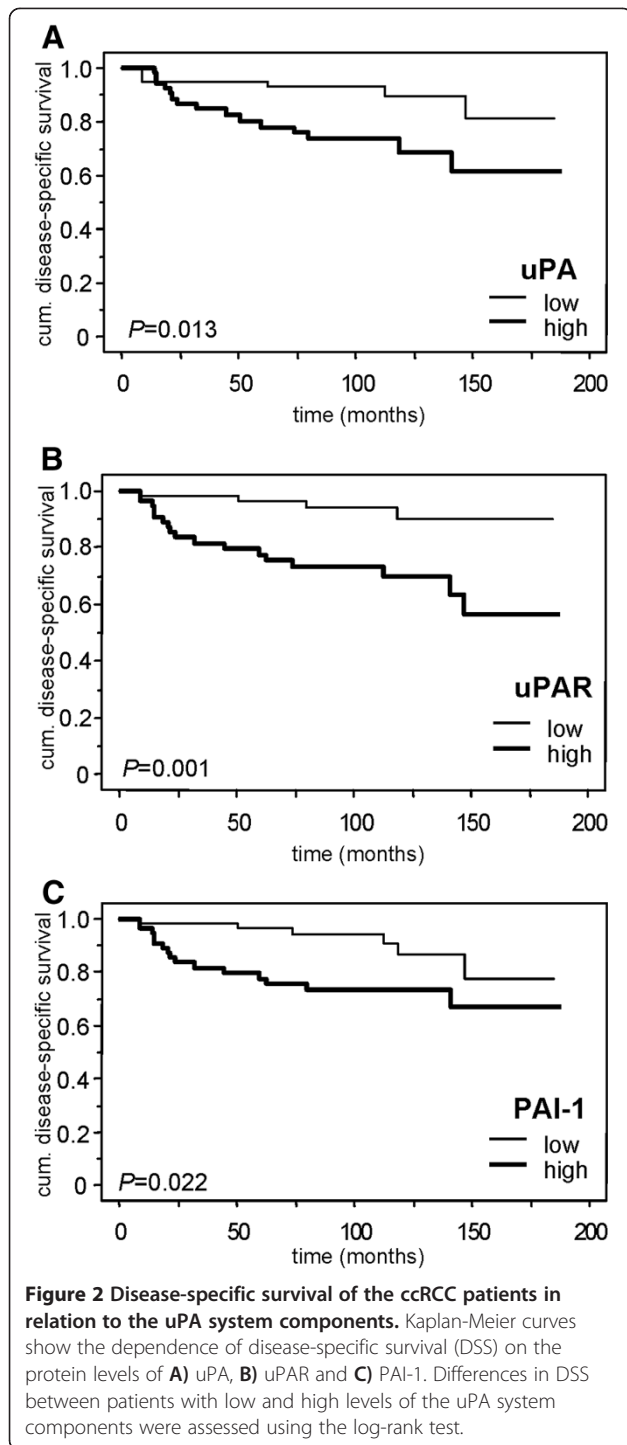 A
1.0
0.8
0.6
0.4
0.2
0
cum. disease-specific survival
uPA
low
high
P=0.013
0 50 100 150 200
time (months)
B
1.0
0.8
0.6
0.4
0.2
0
cum. disease-specific survival
uPAR
low
high
P=0.001
0 50 100 150 200
time (months)
C
1.0
0.8
0.6
0.4
0.2
0
cum. disease-specific survival
PAI-1
low
high
P=0.022
0 50 100 150 200
time (months)
Figure 2 Disease-specific survival of the ccRCC patients in
relation to the uPA system components. Kaplan-Meier curves
show the dependence of disease-specific survival (DSS) on the
protein levels of A) uPA, B) uPAR and C) PAI-1. Differences in DSS
between patients with low and high levels of the uPA system
components were assessed using the log-rank test.